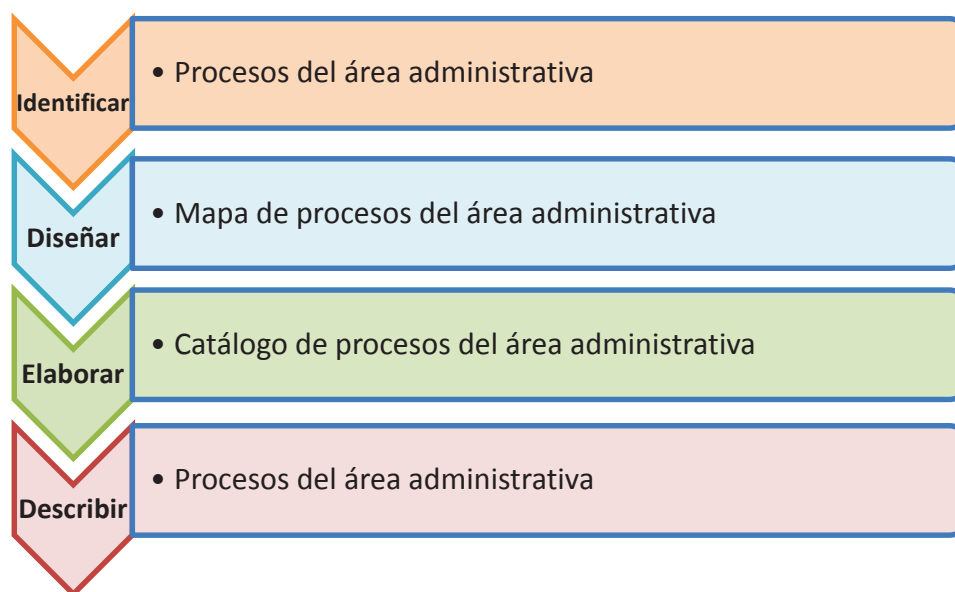 Identificar
• Procesos del área administrativa
Diseñar
• Mapa de procesos del área administrativa
Elaborar
• Catálogo de procesos del área administrativa
Describir
• Procesos del área administrativa